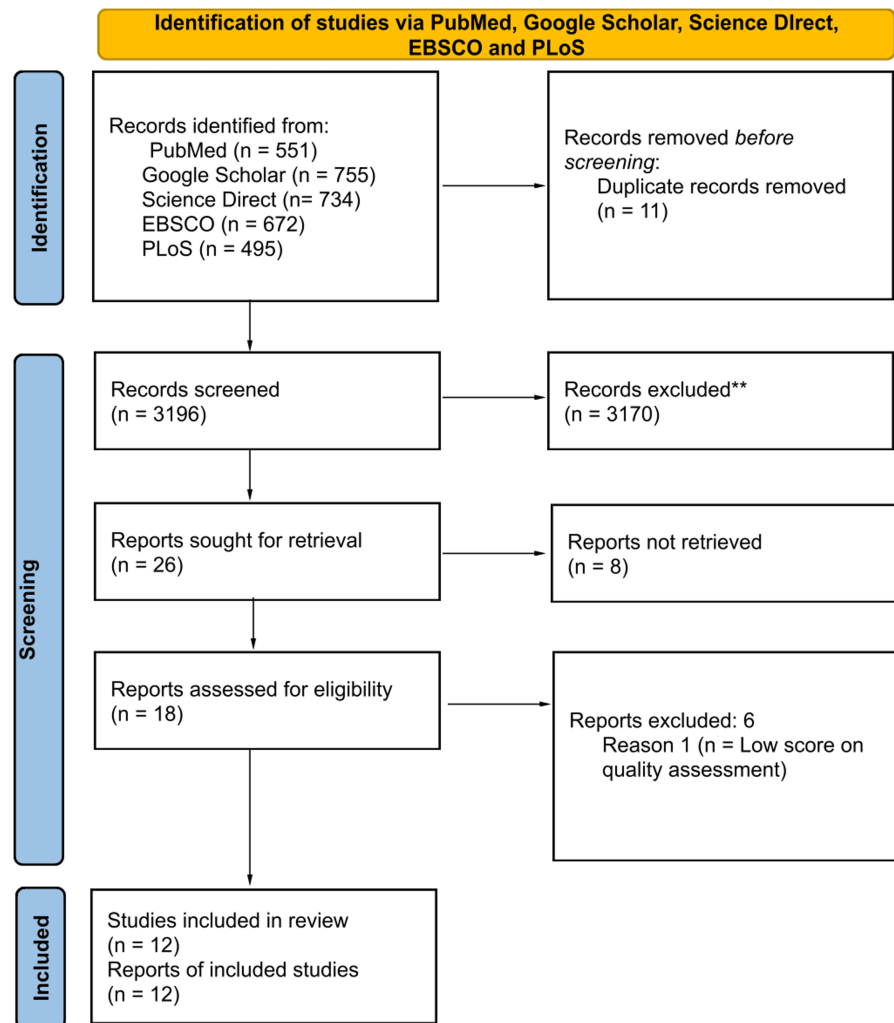 Identification of studies via PubMed, Google Scholar, Science DIrect,
EBSCO and PLoS
Identification
Records identified from:
PubMed (n = 551)
Google Scholar (n = 755)
Science Direct (n= 734)
EBSCO (n = 672)
PLoS (n = 495)
Records removed before
screening:
Duplicate records removed
(n = 11)
Screening
Records screened
(n = 3196)
Records excluded**
(n = 3170)
Reports sought for retrieval
(n = 26)
Reports not retrieved
(n = 8)
Reports assessed for eligibility
(n = 18)
Reports excluded: 6
Reason 1 (n = Low score on
quality assessment)
Included
Studies included in review
(n = 12)
Reports of included studies
(n = 12)